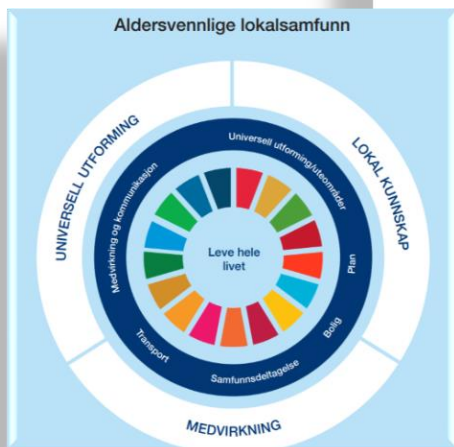 Aldersvennlige lokalsamfunn
UNIVERSELL UTFORMING
LOKAL KUNNSKAP
MEDVIRKNING
Medvirkning og kommunikasjon
Universell utforming/uteområder
Plan
Bolig
Samfunnsdeltagelse
Transport
Leve hele
livet